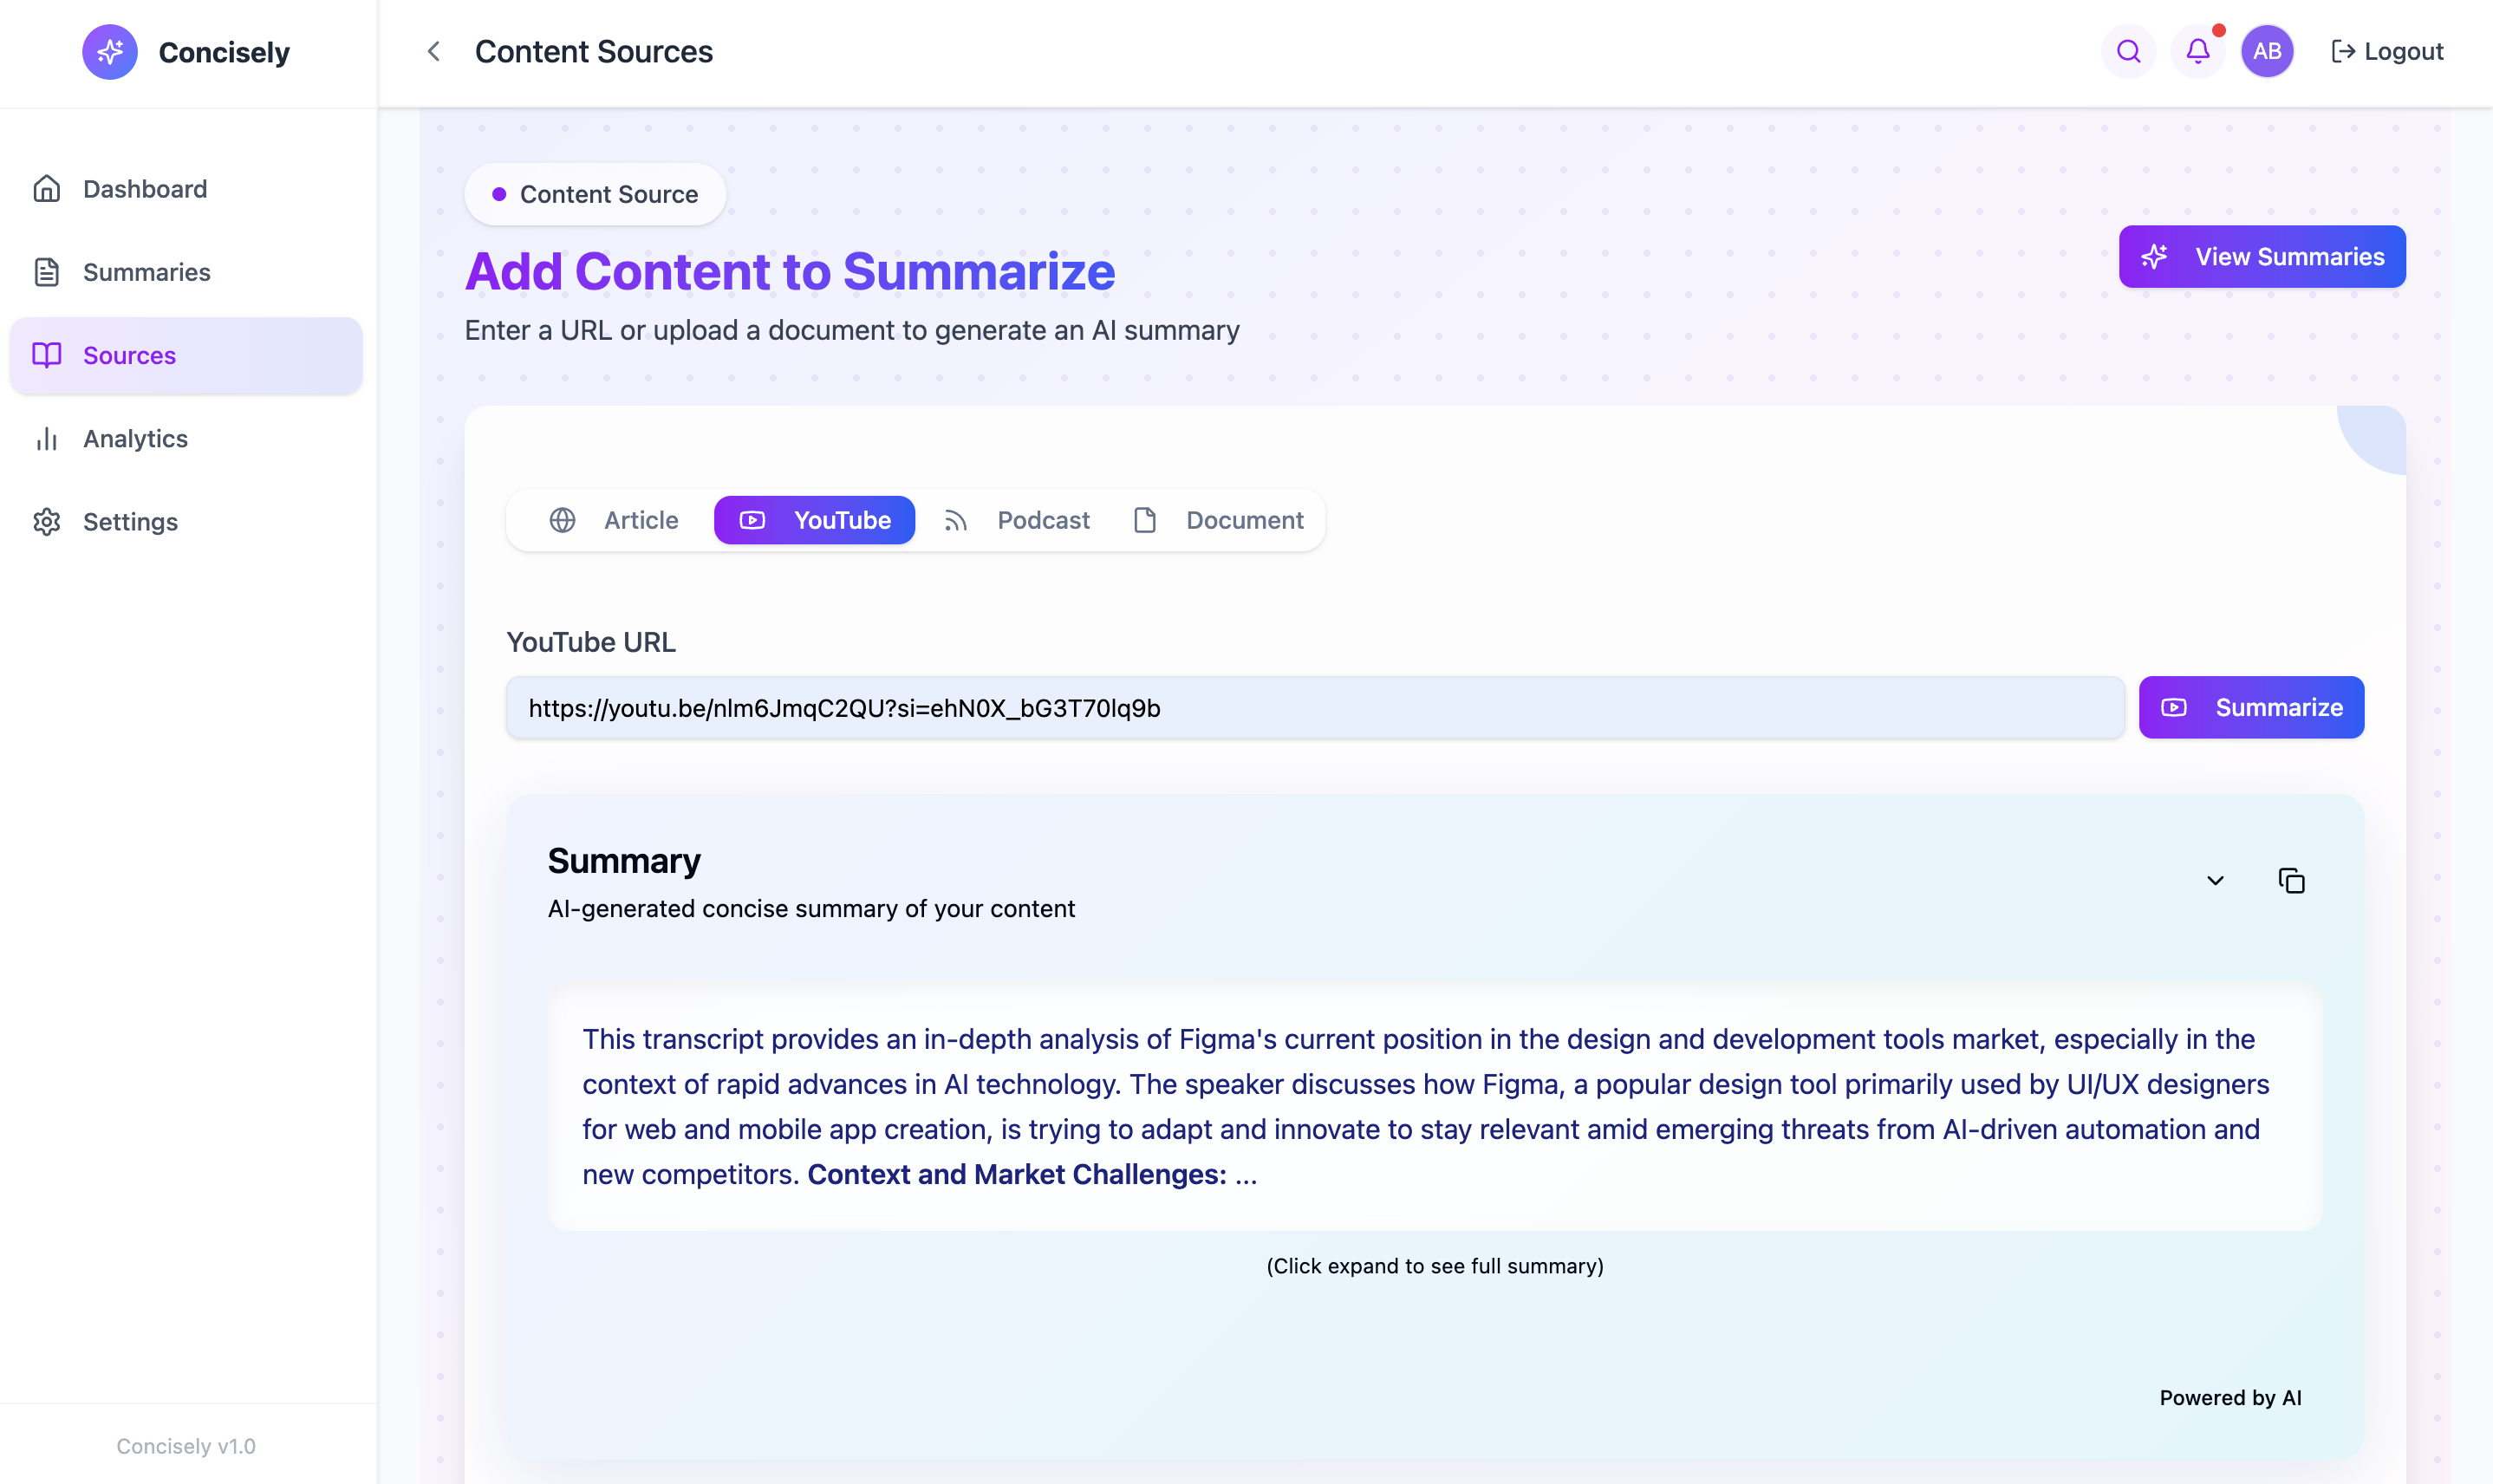 Concisely
Content Sources
AB
Logout
Dashboard
Summaries
Sources
Analytics
Settings
Content Source
Add Content to Summarize
Enter a URL or upload a document to generate an AI summary
View Summaries
Article
YouTube
Podcast
Document
YouTube URL
https://youtu.be/nlm6JmqC2QU?si=ehN0X_bG3T70lq9b
Summarize
Summary
AI-generated concise summary of your content
This transcript provides an in-depth analysis of Figma's current position in the design and development tools market, especially in the
context of rapid advances in AI technology. The speaker discusses how Figma, a popular design tool primarily used by UI/UX designers
for web and mobile app creation, is trying to adapt and innovate to stay relevant amid emerging threats from AI-driven automation and
new competitors. Context and Market Challenges: ...
(Click expand to see full summary)
Powered by AI
Concisely v1.0